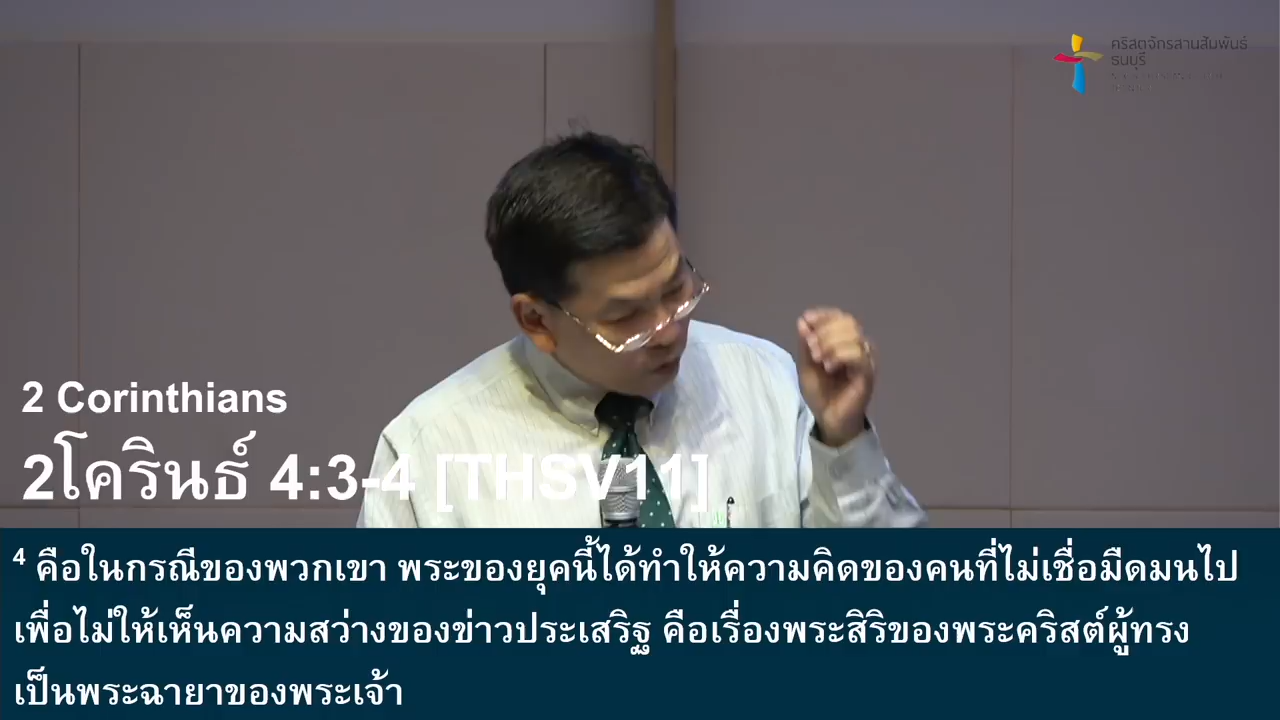 คริสตจักรสานสัมพันธ์
ธนบุรี
2 Corinthians
2โครินธ์ 4:3-4 [THSV11]
4 คือในกรณีของพวกเขา พระของยุคนี้ได้ทำให้ความคิดของคนที่ไม่เชื่อมืดมนไป
เพื่อไม่ให้เห็นความสว่างของข่าวประเสริฐ คือเรื่องพระสิริของพระคริสต์ผู้ทรง
เป็นพระฉายาของพระเจ้า